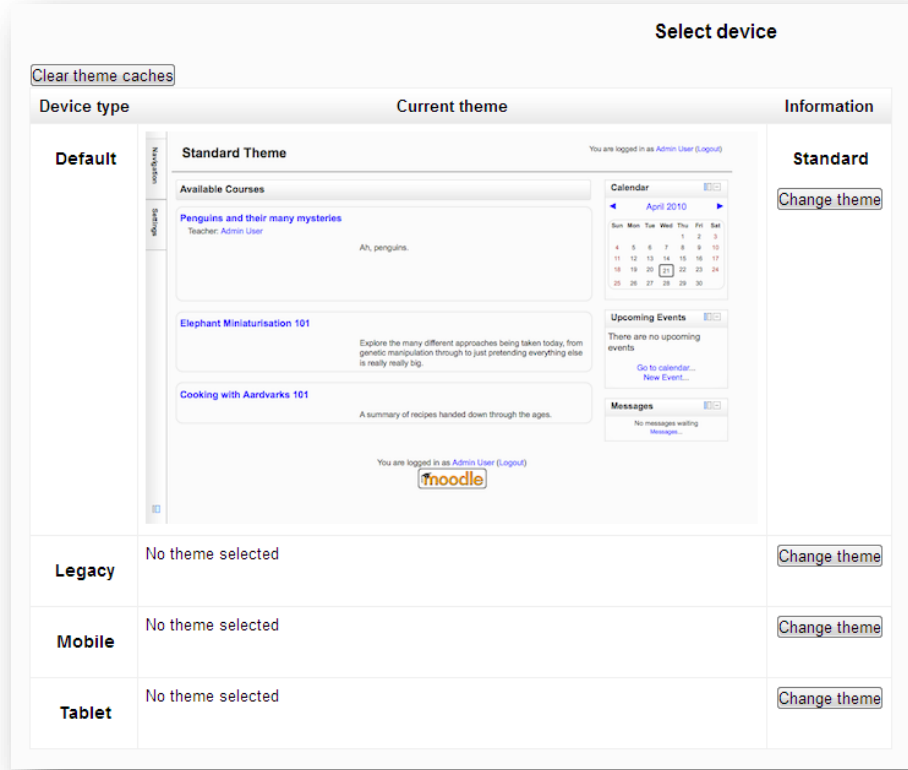 Select device
Clear theme caches
Device type Current theme Information
Default
Navigation
Settings
Standard Theme
You are logged in as Admin User (Logout)
Available Courses
Penguins and their many mysteries
Teacher: Admin User
Ah, penguins.
Elephant Miniaturisation 101
Explore the many different approaches being taken today, from
genetic manipulation through to just pretending everything else
is really really big.
Cooking with Aardvarks 101
A summary of recipes handed down through the ages.
Calendar
◄ April 2010 ►
Sun Mon Tue Wed Thu Fri Sat
1 2 3
4 5 6 7 8 9 10
11 12 13 14 15 16 17
18 19 20 21 22 23 24
25 26 27 28 29 30
Upcoming Events
There are no upcoming
events
Go to calendar...
New Event...
Messages
No messages waiting
Messages...
You are logged in as Admin User (Logout)
moodle
Standard
Change theme
Legacy
No theme selected
Change theme
Mobile
No theme selected
Change theme
Tablet
No theme selected
Change theme